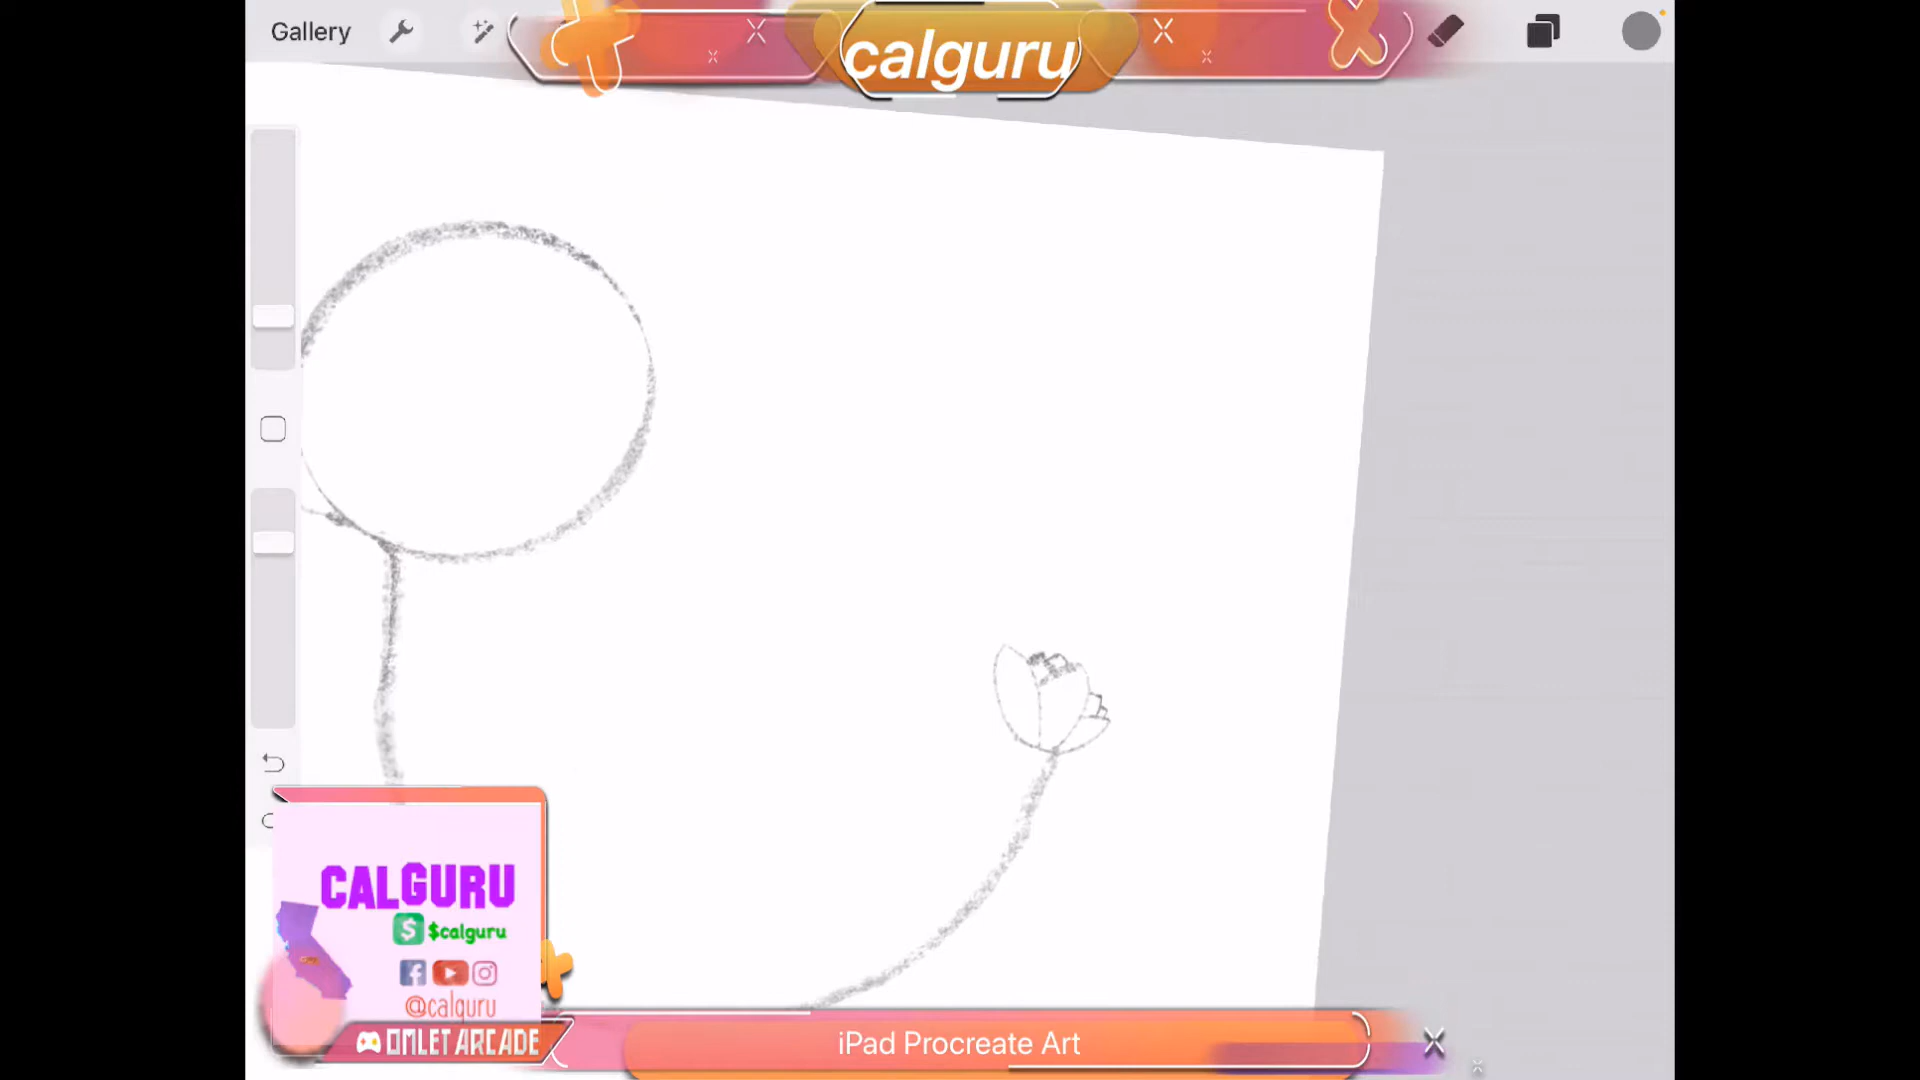 Gallery
calguru
CALGURU
$ $calguru
@calguru
OMLET ARCADE
iPad Procreate Art